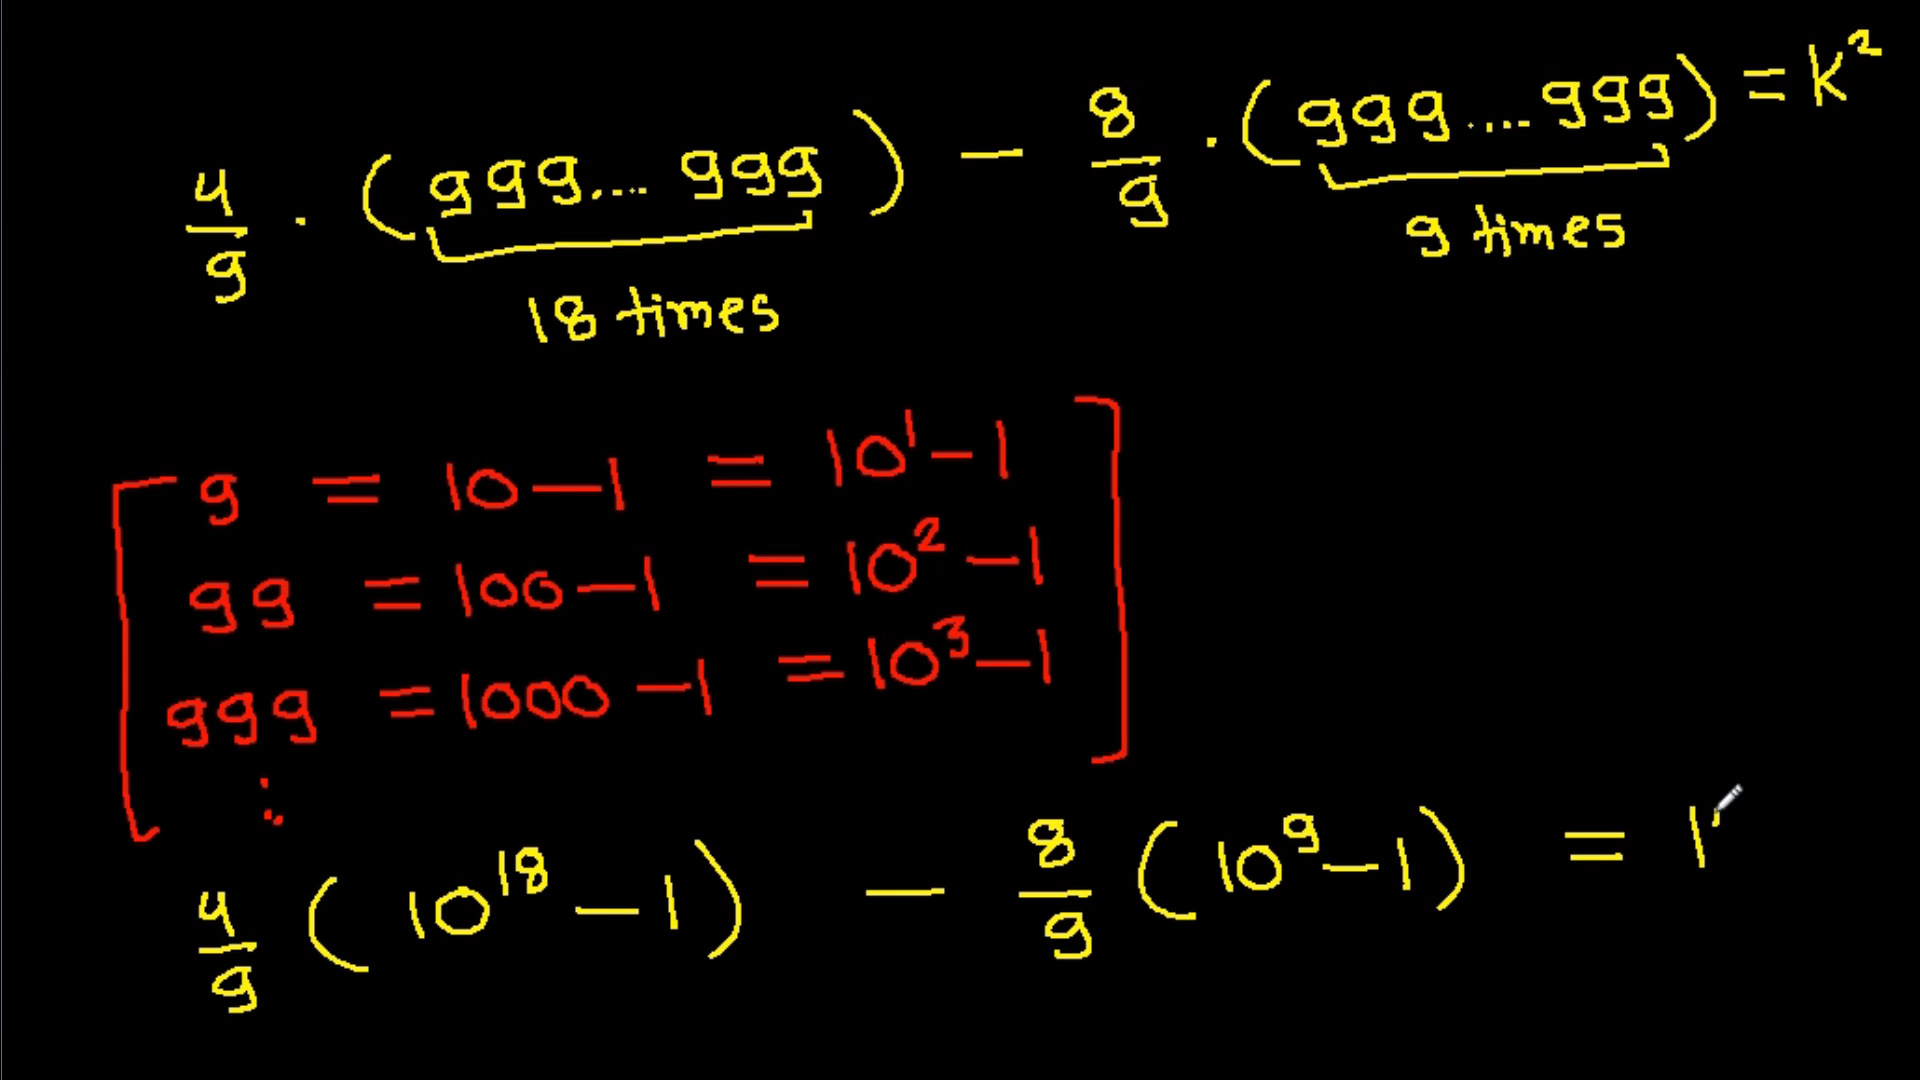 4/9 · (999.... 999) − 8/9 · (999....999) = K²
18 times
9 times
9 = 10 − 1 = 10¹ − 1
99 = 100 − 1 = 10² − 1
999 = 1000 − 1 = 10³ − 1
⋮
4/9 (10¹⁸ − 1) − 8/9 (10⁹ − 1) =